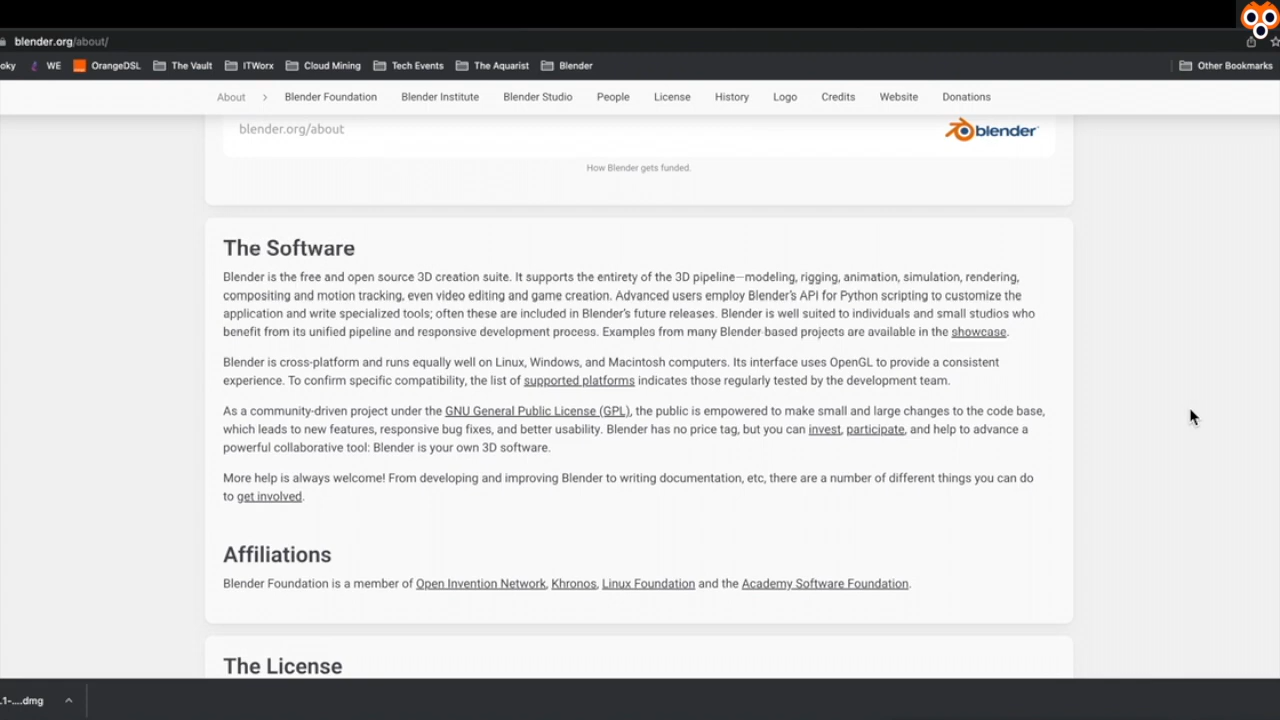 blender.org/about/
oky WE OrangeDSL The Vault ITWorx Cloud Mining Tech Events The Aquarist Blender Other Bookmarks
About > Blender Foundation Blender Institute Blender Studio People License History Logo Credits Website Donations
blender.org/about blender
How Blender gets funded.
The Software
Blender is the free and open source 3D creation suite. It supports the entirety of the 3D pipeline—modeling, rigging, animation, simulation, rendering,
compositing and motion tracking, even video editing and game creation. Advanced users employ Blender's API for Python scripting to customize the
application and write specialized tools; often these are included in Blender's future releases. Blender is well suited to individuals and small studios who
benefit from its unified pipeline and responsive development process. Examples from many Blender-based projects are available in the showcase.
Blender is cross-platform and runs equally well on Linux, Windows, and Macintosh computers. Its interface uses OpenGL to provide a consistent
experience. To confirm specific compatibility, the list of supported platforms indicates those regularly tested by the development team.
As a community-driven project under the GNU General Public License (GPL), the public is empowered to make small and large changes to the code base,
which leads to new features, responsive bug fixes, and better usability. Blender has no price tag, but you can invest, participate, and help to advance a
powerful collaborative tool: Blender is your own 3D software.
More help is always welcome! From developing and improving Blender to writing documentation, etc, there are a number of different things you can do
to get involved.
Affiliations
Blender Foundation is a member of Open Invention Network, Khronos, Linux Foundation and the Academy Software Foundation.
The License
.1-....dmg